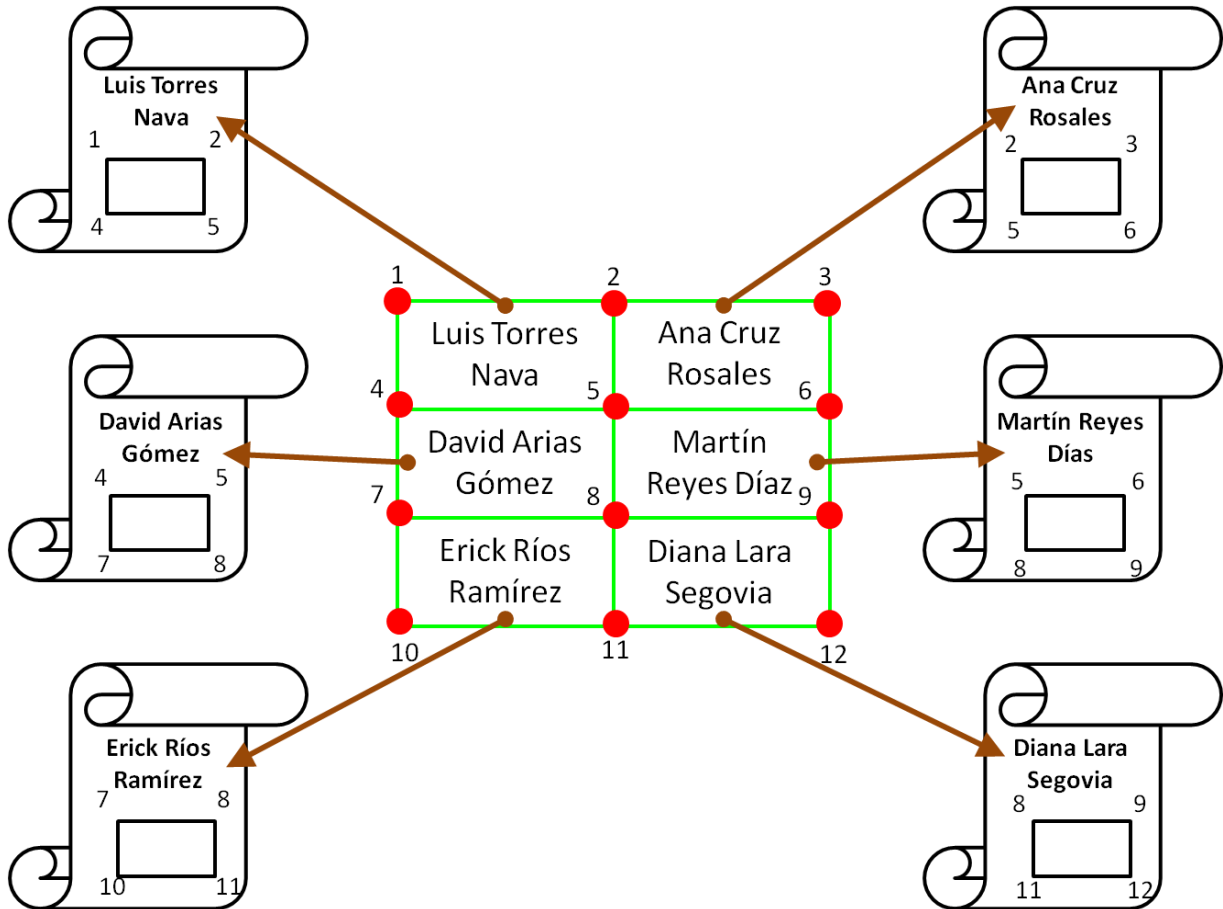 Luis Torres
Nava
1 2
4 5
Ana Cruz
Rosales
2 3
5 6
1 2 3
Luis Torres
Nava
Ana Cruz
Rosales
4 5 6
David Arias
Gómez
Martín
Reyes Díaz
7 8 9
Erick Ríos
Ramírez
Diana Lara
Segovia
10 11 12
David Arias
Gómez
4 5
7 8
Martín Reyes
Días
5 6
8 9
Erick Ríos
Ramírez
7 8
10 11
Diana Lara
Segovia
8 9
11 12